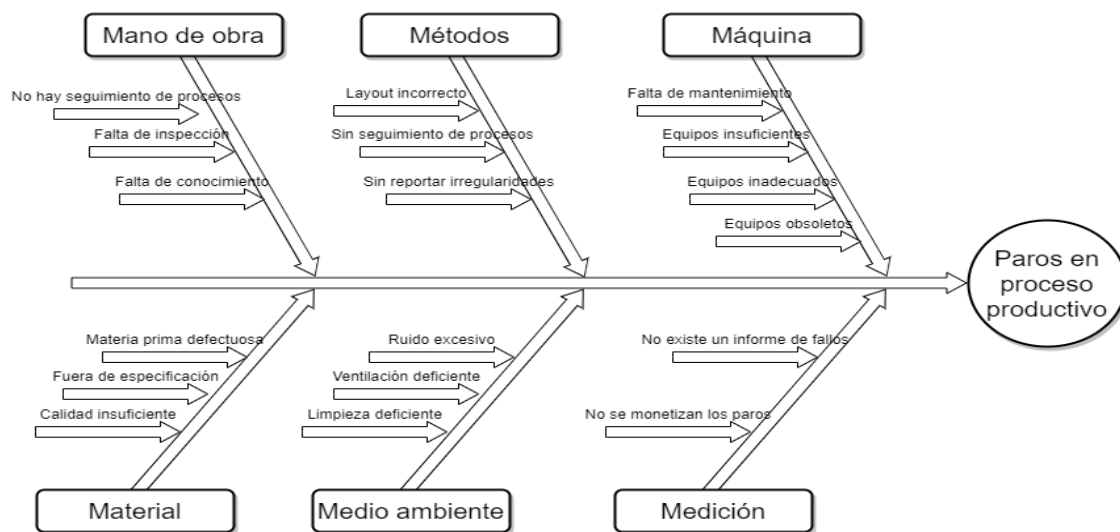 Mano de obra
Métodos
Máquina
No hay seguimiento de procesos
Falta de inspección
Falta de conocimiento
Layout incorrecto
Sin seguimiento de procesos
Sin reportar irregularidades
Falta de mantenimiento
Equipos insuficientes
Equipos inadecuados
Equipos obsoletos
Paros en
proceso
productivo
Materia prima defectuosa
Fuera de especificación
Calidad insuficiente
Ruido excesivo
Ventilación deficiente
Limpieza deficiente
No existe un informe de fallos
No se monetizan los paros
Material
Medio ambiente
Medición